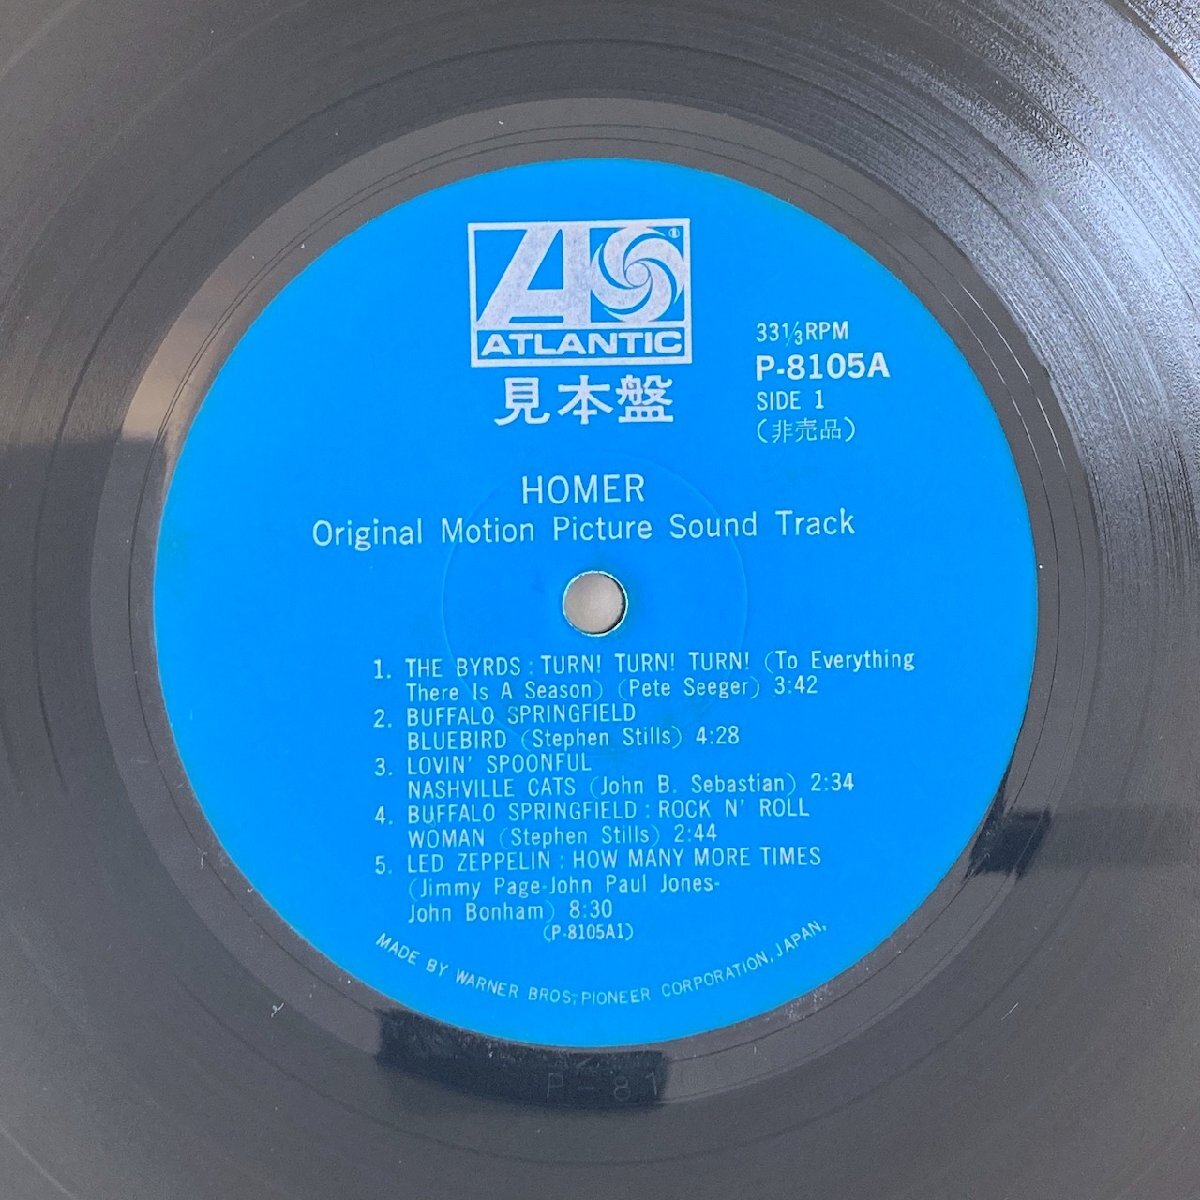 ATLANTIC
見本盤
33⅓RPM
P-8105A
SIDE 1
(非売品)
HOMER
Original Motion Picture Sound Track
1. THE BYRDS : TURN! TURN! TURN! (To Everything
There Is A Season) (Pete Seeger) 3:42
2. BUFFALO SPRINGFIELD
BLUEBIRD (Stephen Stills) 4:28
3. LOVIN' SPOONFUL
NASHVILLE CATS (John B. Sebastian) 2:34
4. BUFFALO SPRINGFIELD : ROCK N' ROLL
WOMAN (Stephen Stills) 2:44
5. LED ZEPPELIN : HOW MANY MORE TIMES
(Jimmy Page-John Paul Jones-
John Bonham) 8:30
(P-8105A1)
MADE BY WARNER BROS., PIONEER CORPORATION, JAPAN.
P-81